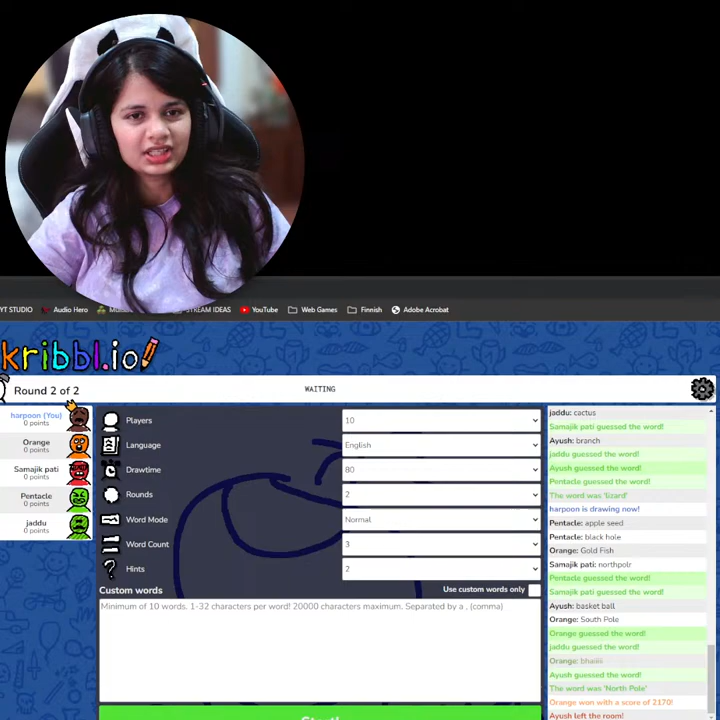 YT STUDIO Audio Hero STREAM IDEAS YouTube Web Games Finnish Adobe Acrobat
kribbl.io
Round 2 of 2
WAITING
harpoon (You)
0 points
Orange
0 points
Samajik pati
0 points
Pentacle
0 points
jaddu
0 points
Players 10
Language English
Drawtime 80
Rounds 2
Word Mode Normal
Word Count 3
Hints 2
Custom words Use custom words only
Minimum of 10 words. 1-32 characters per word! 20000 characters maximum. Separated by a , (comma)
Start!
jaddu: cactus
Samajik pati guessed the word!
Ayush: branch
jaddu guessed the word!
Ayush guessed the word!
Pentacle guessed the word!
The word was 'lizard'
harpoon is drawing now!
Pentacle: apple seed
Pentacle: black hole
Orange: Gold Fish
Samajik pati: northpolr
Pentacle guessed the word!
Samajik pati guessed the word!
Ayush: basket ball
Orange: South Pole
Orange guessed the word!
jaddu guessed the word!
Orange: bhaiiii
Ayush guessed the word!
The word was 'North Pole'
Orange won with a score of 2170!
Ayush left the room!